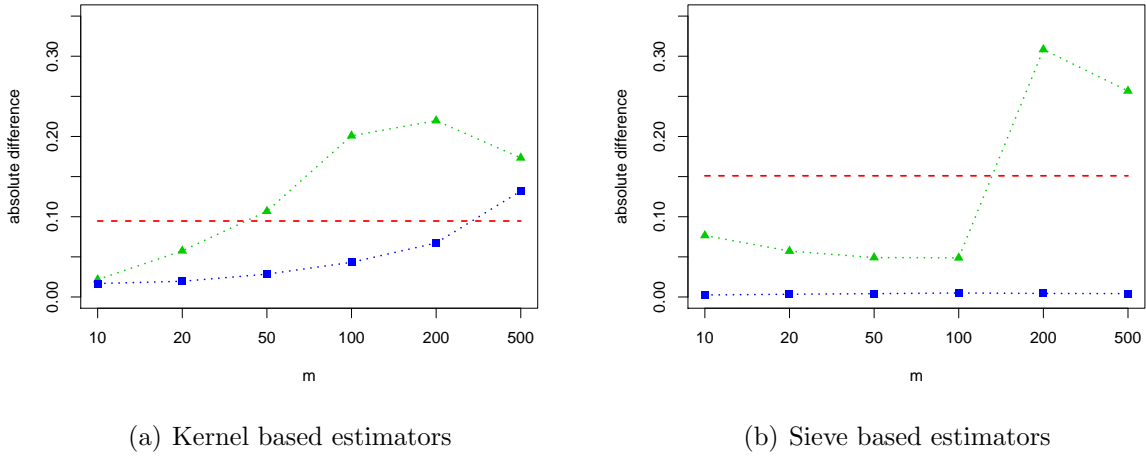 absolute difference
0.30
0.20
0.10
0.00
10 20 50 100 200 500
m
(a) Kernel based estimators
absolute difference
0.30
0.20
0.10
0.00
10 20 50 100 200 500
m
(b) Sieve based estimators